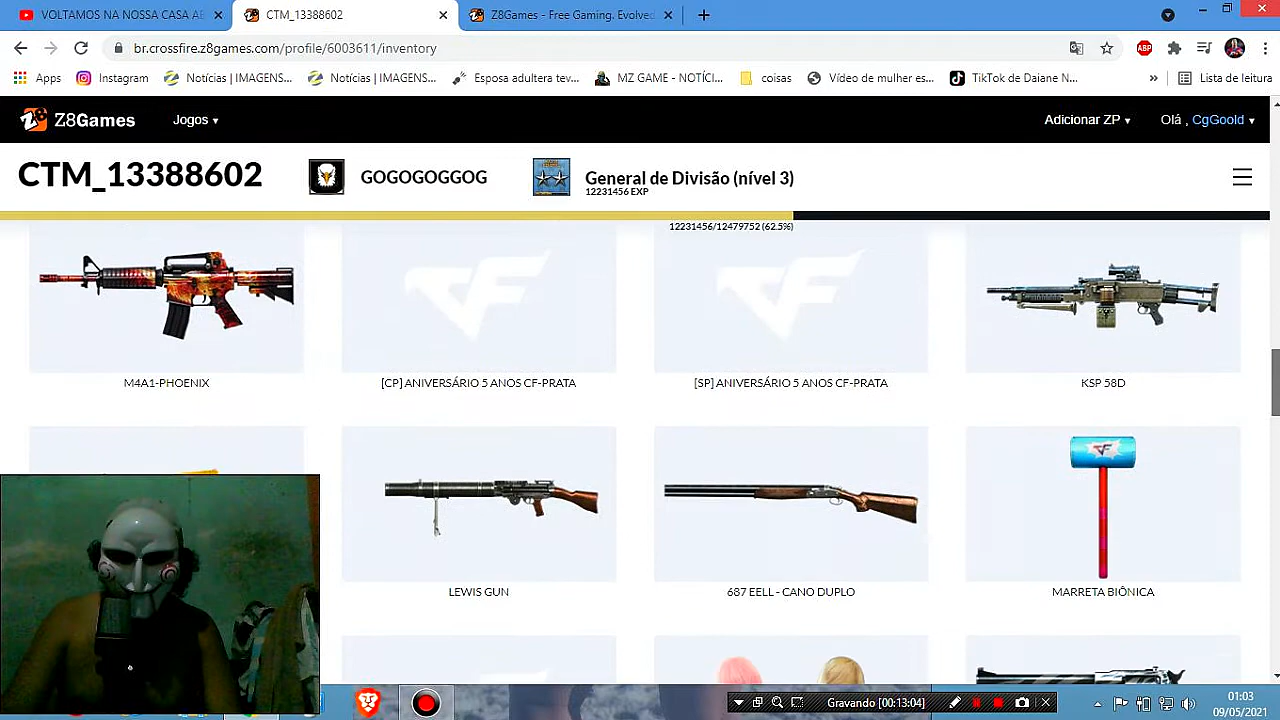 VOLTAMOS NA NOSSA CASA AB
CTM_13388602
Z8Games - Free Gaming. Evolved.
br.crossfire.z8games.com/profile/6003611/inventory
ABP
Apps
Instagram
Notícias | IMAGENS...
Notícias | IMAGENS...
Esposa adultera tev...
MZ GAME - NOTÍCI...
coisas
Vídeo de mulher es...
TikTok de Daiane N...
»
Lista de leitura
Z8Games
Jogos
Adicionar ZP
Olá , CgGoold
CTM_13388602
GOGOGOGGOG
General de Divisão (nível 3)
12231456 EXP
12231456/12479752 (62.5%)
M4A1-PHOENIX
[CP] ANIVERSÁRIO 5 ANOS CF-PRATA
[SP] ANIVERSÁRIO 5 ANOS CF-PRATA
KSP 58D
LEWIS GUN
687 EELL - CANO DUPLO
MARRETA BIÔNICA
Gravando [00:13:04]
01:03
09/05/2021